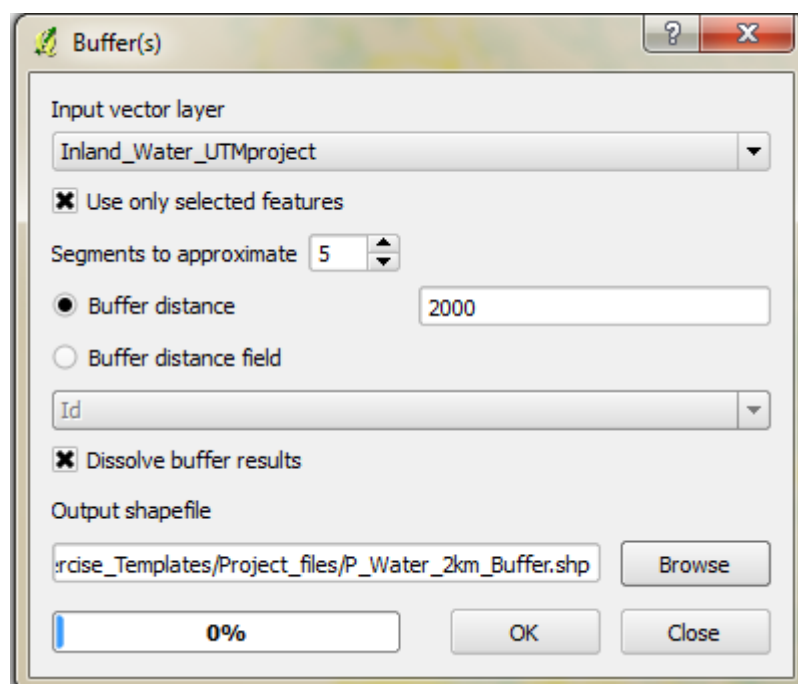 Buffer(s)
Input vector layer
Inland_Water_UTMproject
Use only selected features
Segments to approximate 5
Buffer distance 2000
Buffer distance field
Id
Dissolve buffer results
Output shapefile
rcise_Templates/Project_files/P_Water_2km_Buffer.shp Browse
0% OK Close